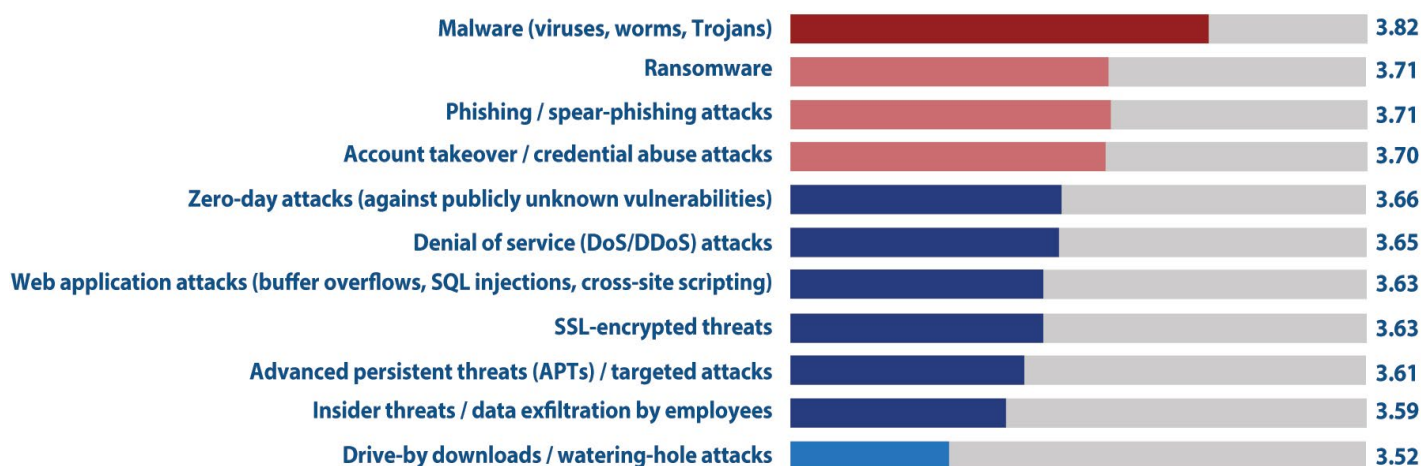 Malware (viruses, worms, Trojans) 3.82
Ransomware 3.71
Phishing / spear-phishing attacks 3.71
Account takeover / credential abuse attacks 3.70
Zero-day attacks (against publicly unknown vulnerabilities) 3.66
Denial of service (DoS/DDoS) attacks 3.65
Web application attacks (buffer overflows, SQL injections, cross-site scripting) 3.63
SSL-encrypted threats 3.63
Advanced persistent threats (APTs) / targeted attacks 3.61
Insider threats / data exfiltration by employees 3.59
Drive-by downloads / watering-hole attacks 3.52